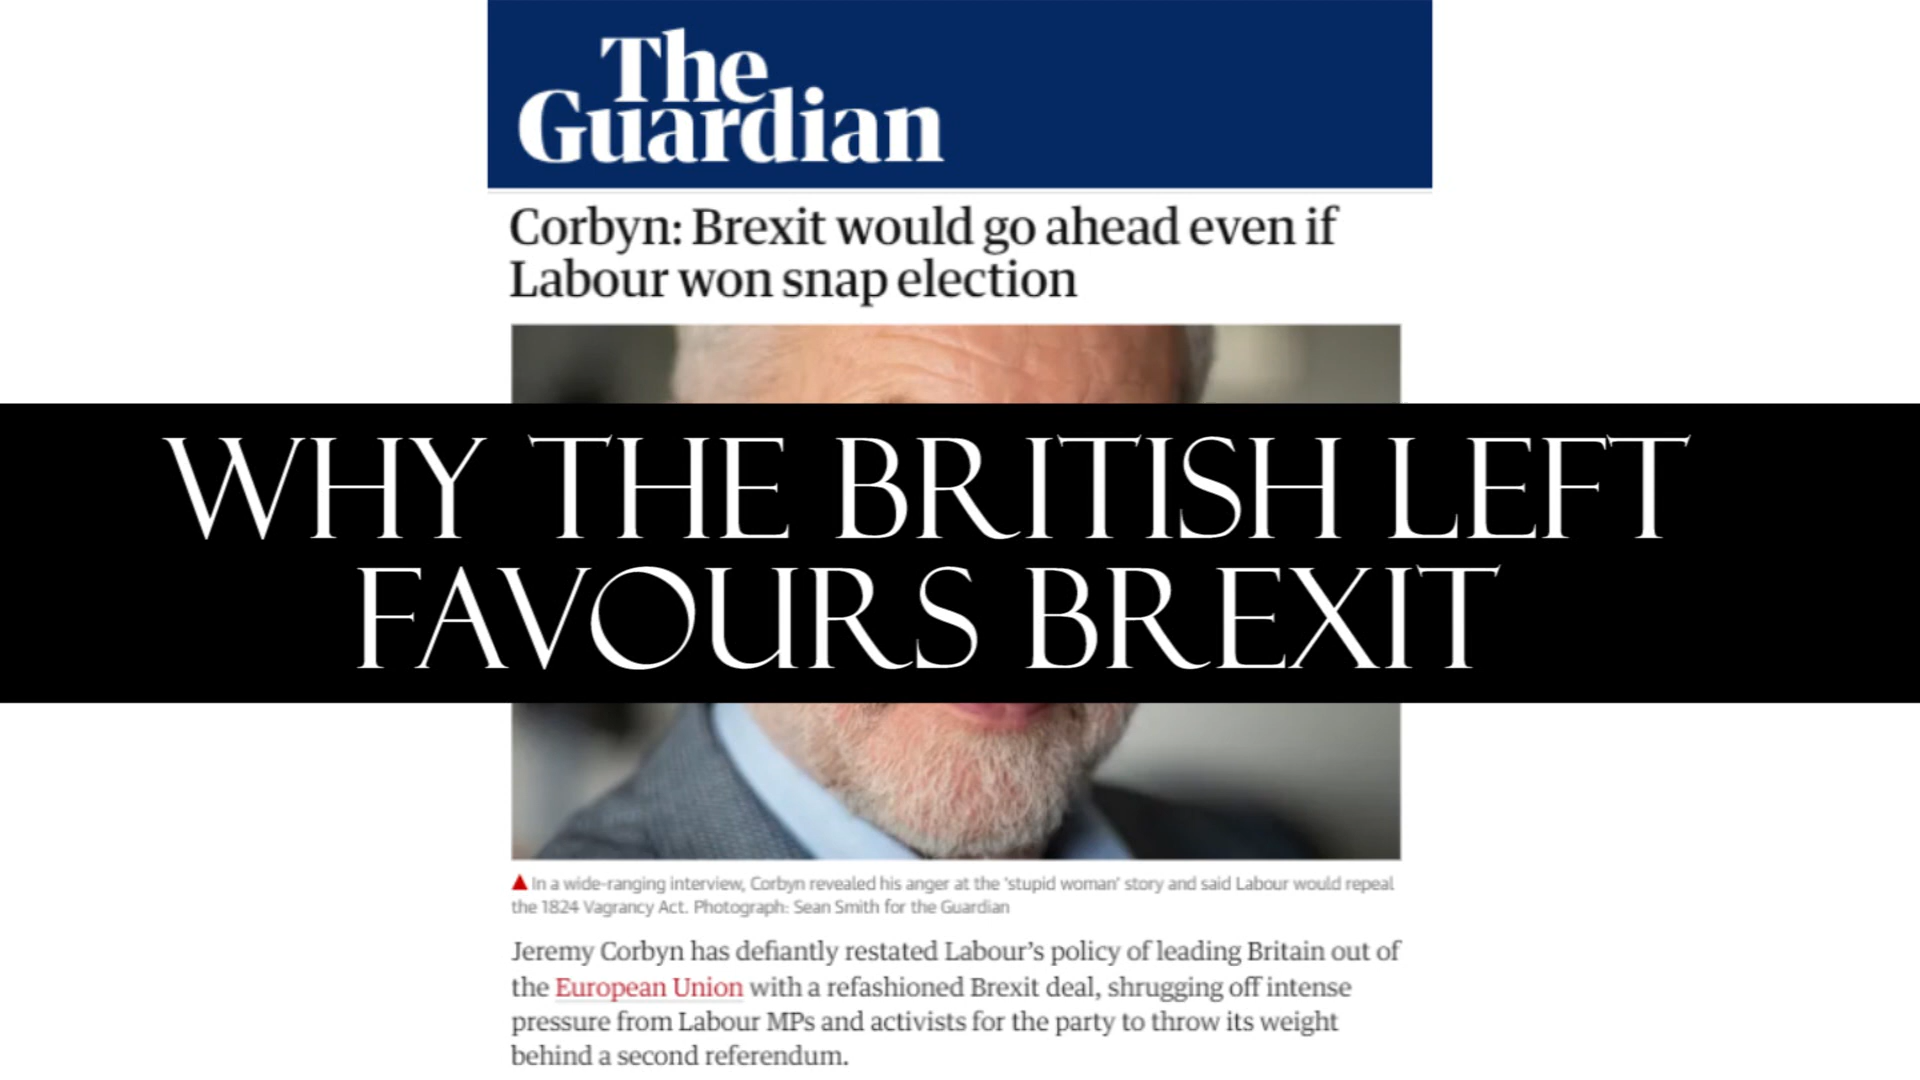 The
Guardian
Corbyn: Brexit would go ahead even if
Labour won snap election
WHY THE BRITISH LEFT
FAVOURS BREXIT
In a wide-ranging interview, Corbyn revealed his anger at the 'stupid woman' story and said Labour would repeal
the 1824 Vagrancy Act. Photograph: Sean Smith for the Guardian
Jeremy Corbyn has defiantly restated Labour's policy of leading Britain out of
the European Union with a refashioned Brexit deal, shrugging off intense
pressure from Labour MPs and activists for the party to throw its weight
behind a second referendum.